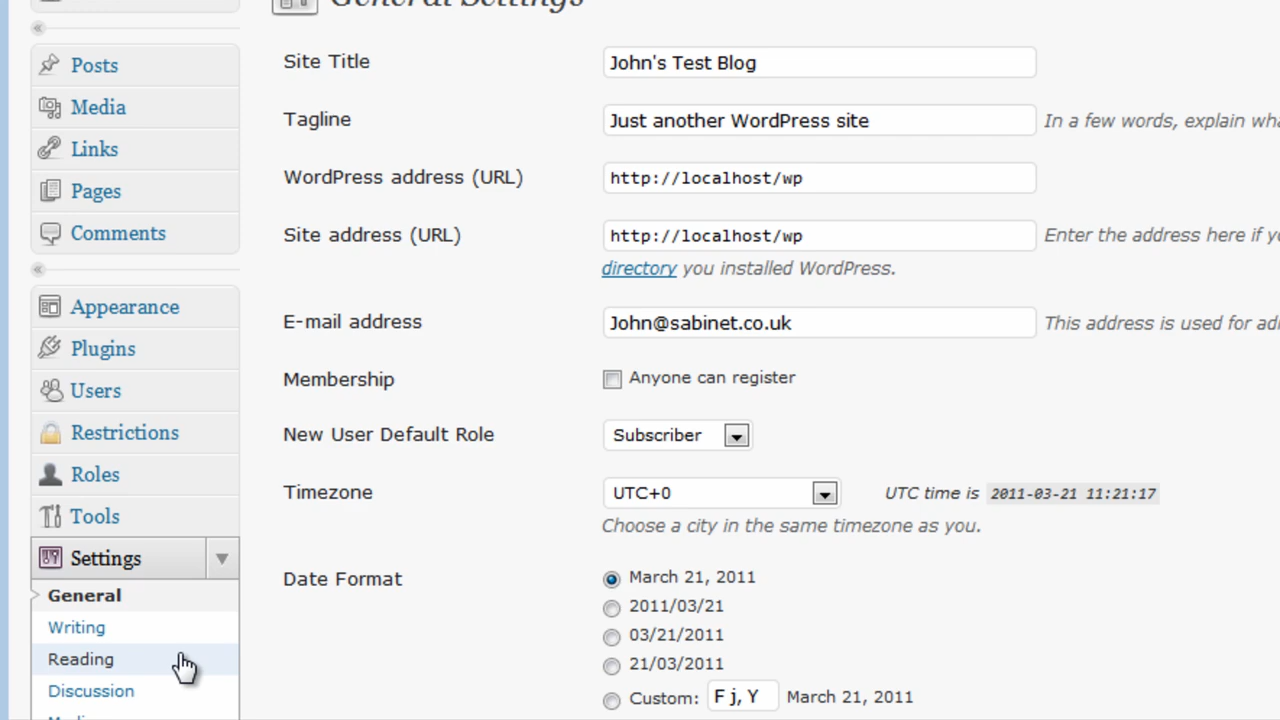 General Settings
Posts
Media
Links
Pages
Comments
Appearance
Plugins
Users
Restrictions
Roles
Tools
Settings
General
Writing
Reading
Discussion
Site Title John's Test Blog
Tagline Just another WordPress site In a few words, explain
WordPress address (URL) http://localhost/wp
Site address (URL) http://localhost/wp Enter the address here if
directory you installed WordPress.
E-mail address John@sabinet.co.uk This address is used for
Membership Anyone can register
New User Default Role Subscriber
Timezone UTC+0 UTC time is 2011-03-21 11:21:17
Choose a city in the same timezone as you.
Date Format March 21, 2011
2011/03/21
03/21/2011
21/03/2011
Custom: F j, Y March 21, 2011